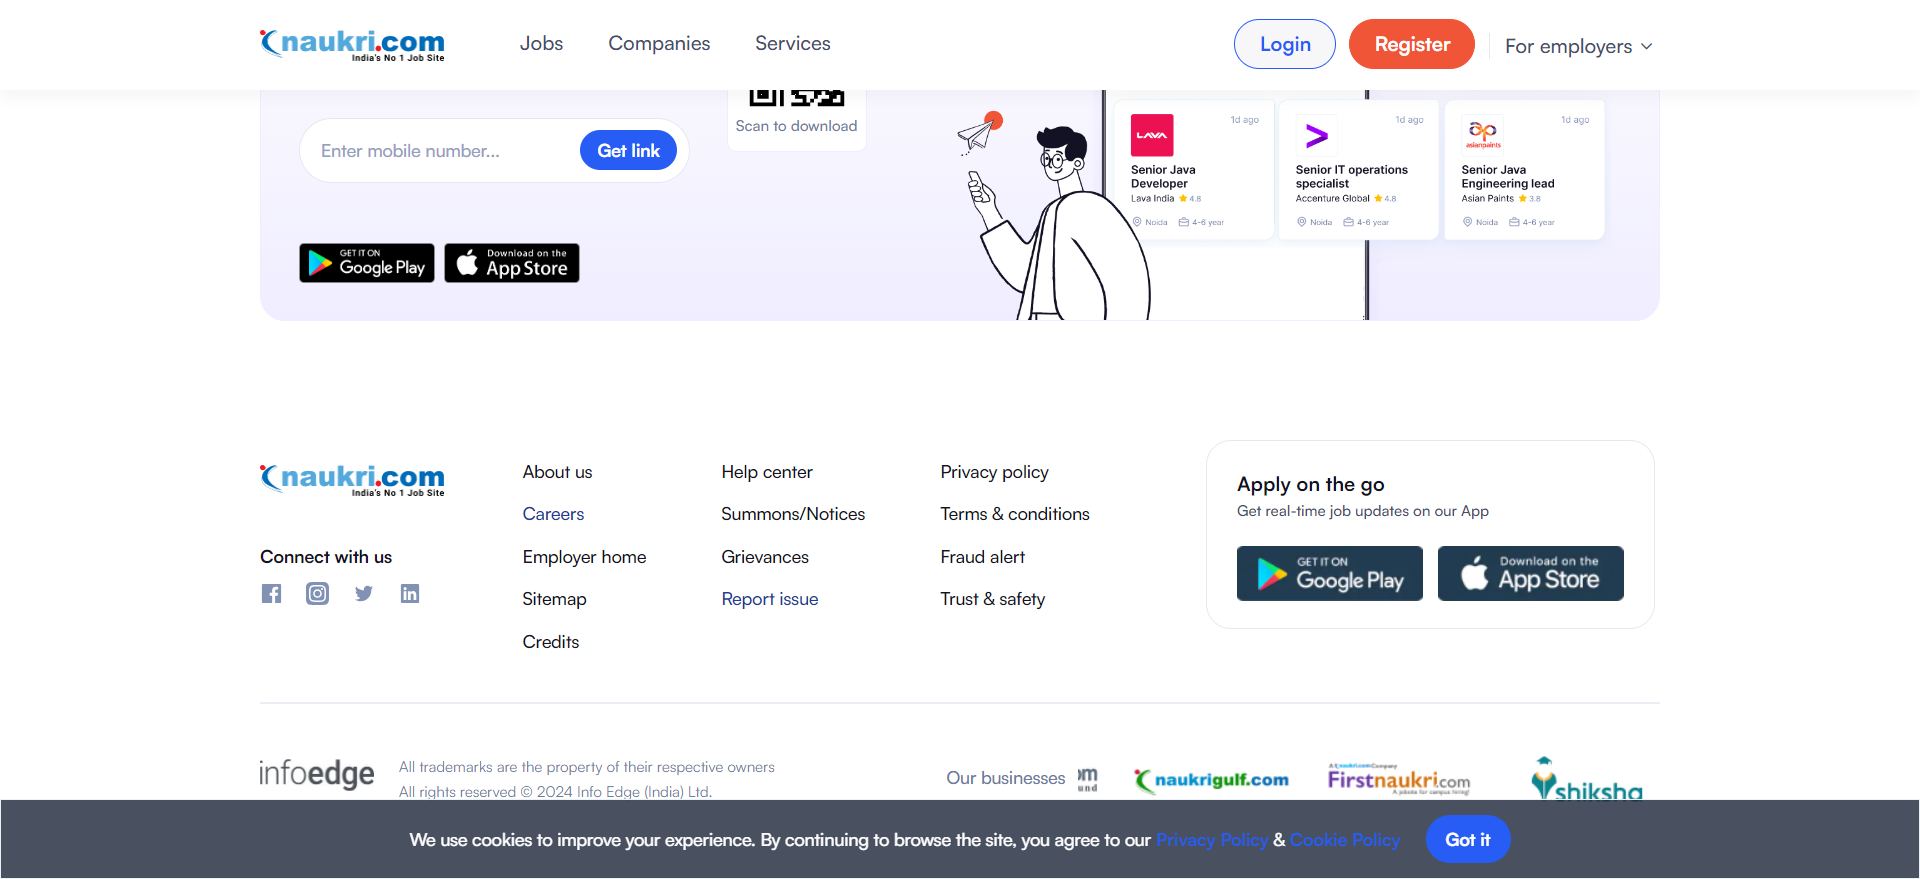 naukri.com
India's No 1 Job Site
Jobs
Companies
Services
Login
Register
For employers
Scan to download
Enter mobile number...
Get link
GET IT ON
Google Play
Download on the
App Store
LAVA
1d ago
Senior Java
Developer
Lava India 4.8
Noida 4-6 year
1d ago
Senior IT operations
specialist
Accenture Global 4.8
Noida 4-6 year
ap
asianpaints
1d ago
Senior Java
Engineering lead
Asian Paints 3.8
Noida 4-6 year
naukri.com
India's No 1 Job Site
Connect with us
About us
Careers
Employer home
Sitemap
Credits
Help center
Summons/Notices
Grievances
Report issue
Privacy policy
Terms & conditions
Fraud alert
Trust & safety
Apply on the go
Get real-time job updates on our App
GET IT ON
Google Play
Download on the
App Store
infoedge
All trademarks are the property of their respective owners
All rights reserved © 2024 Info Edge (India) Ltd.
Our businesses
naukrigulf.com
A naukri.com Company
Firstnaukri.com
A jobsite for campus hiring!
shiksha
We use cookies to improve your experience. By continuing to browse the site, you agree to our Privacy Policy & Cookie Policy
Got it